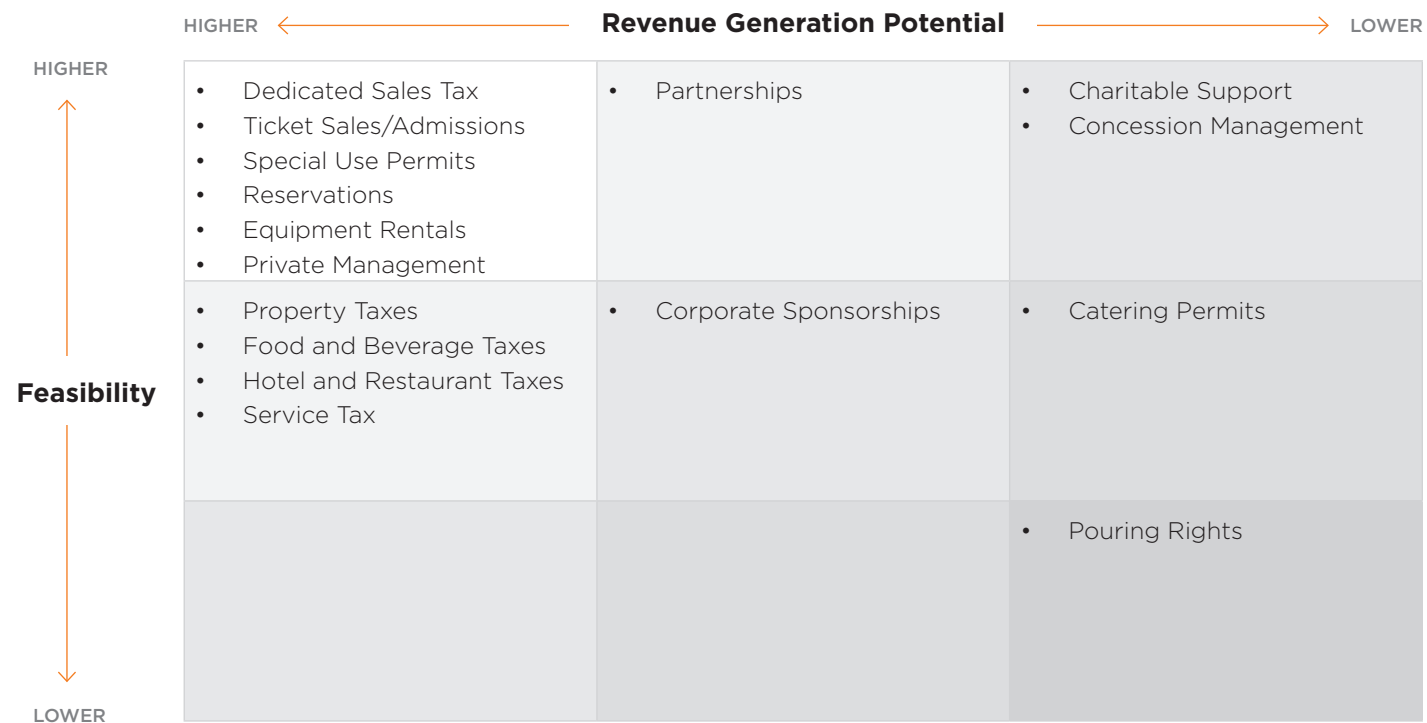 HIGHER Revenue Generation Potential LOWER
HIGHER
• Dedicated Sales Tax
• Ticket Sales/Admissions
• Special Use Permits
• Reservations
• Equipment Rentals
• Private Management
• Partnerships
• Charitable Support
• Concession Management
Feasibility
• Property Taxes
• Food and Beverage Taxes
• Hotel and Restaurant Taxes
• Service Tax
• Corporate Sponsorships
• Catering Permits
• Pouring Rights
LOWER